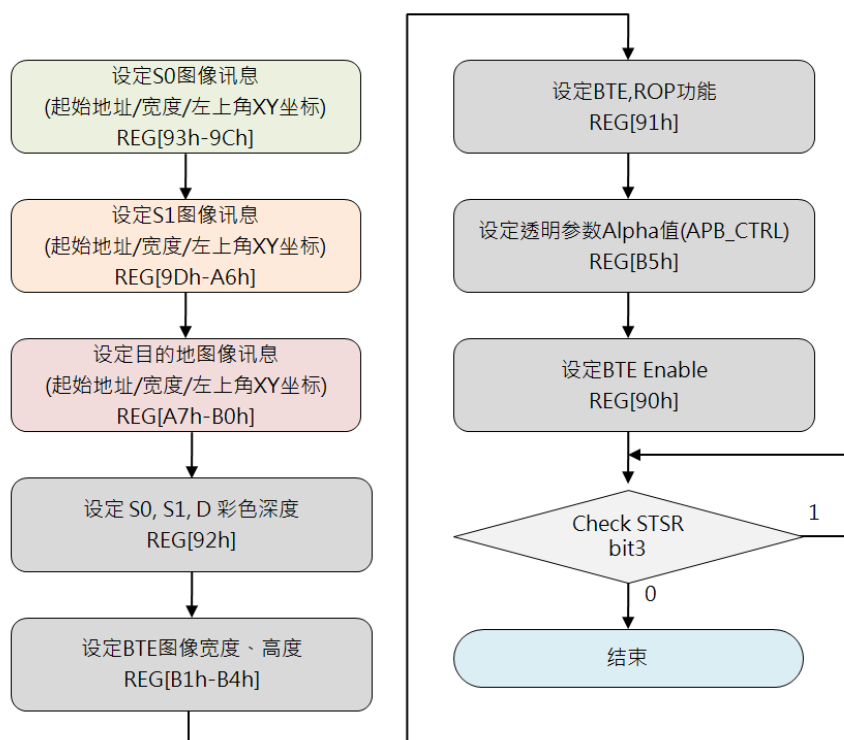 设定S0图像讯息
(起始地址/宽度/左上角XY坐标)
REG[93h-9Ch]
设定S1图像讯息
(起始地址/宽度/左上角XY坐标)
REG[9Dh-A6h]
设定目的地图像讯息
(起始地址/宽度/左上角XY坐标)
REG[A7h-B0h]
设定 S0, S1, D 彩色深度
REG[92h]
设定BTE图像宽度、高度
REG[B1h-B4h]
设定BTE,ROP功能
REG[91h]
设定透明参数Alpha值(APB_CTRL)
REG[B5h]
设定BTE Enable
REG[90h]
Check STSR
bit3
1
0
结束